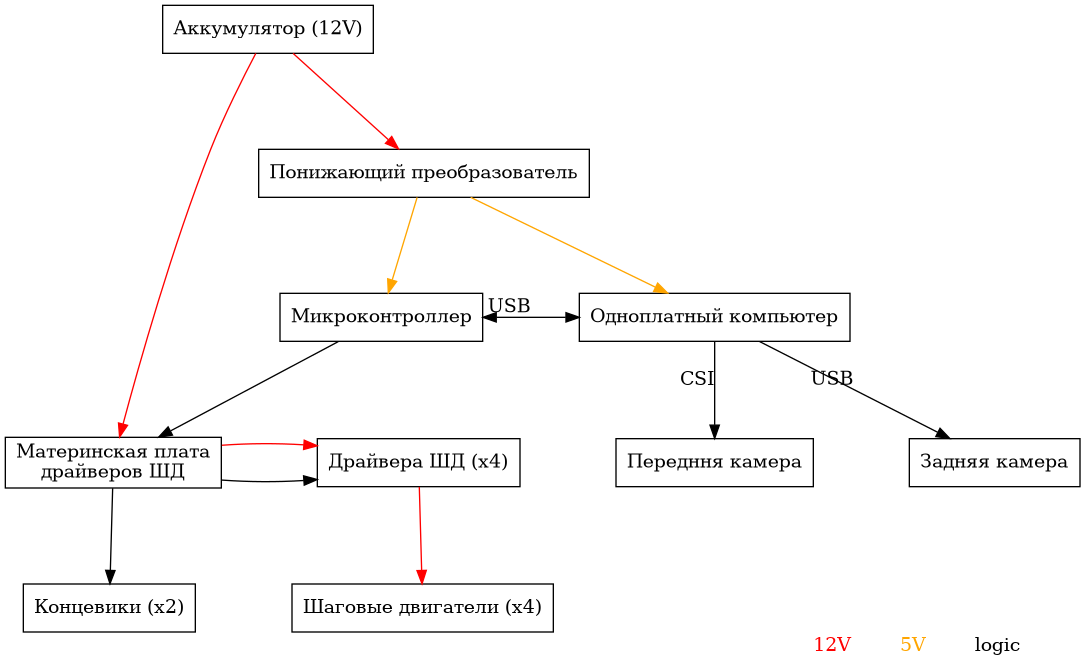 Аккумулятор (12V)
Понижающий преобразователь
Микроконтроллер
USB
Одноплатный компьютер
CSI
USB
Материнская плата
драйверов ШД
Драйвера ШД (x4)
Передння камера
Задняя камера
Концевики (x2)
Шаговые двигатели (x4)
12V
5V
logic